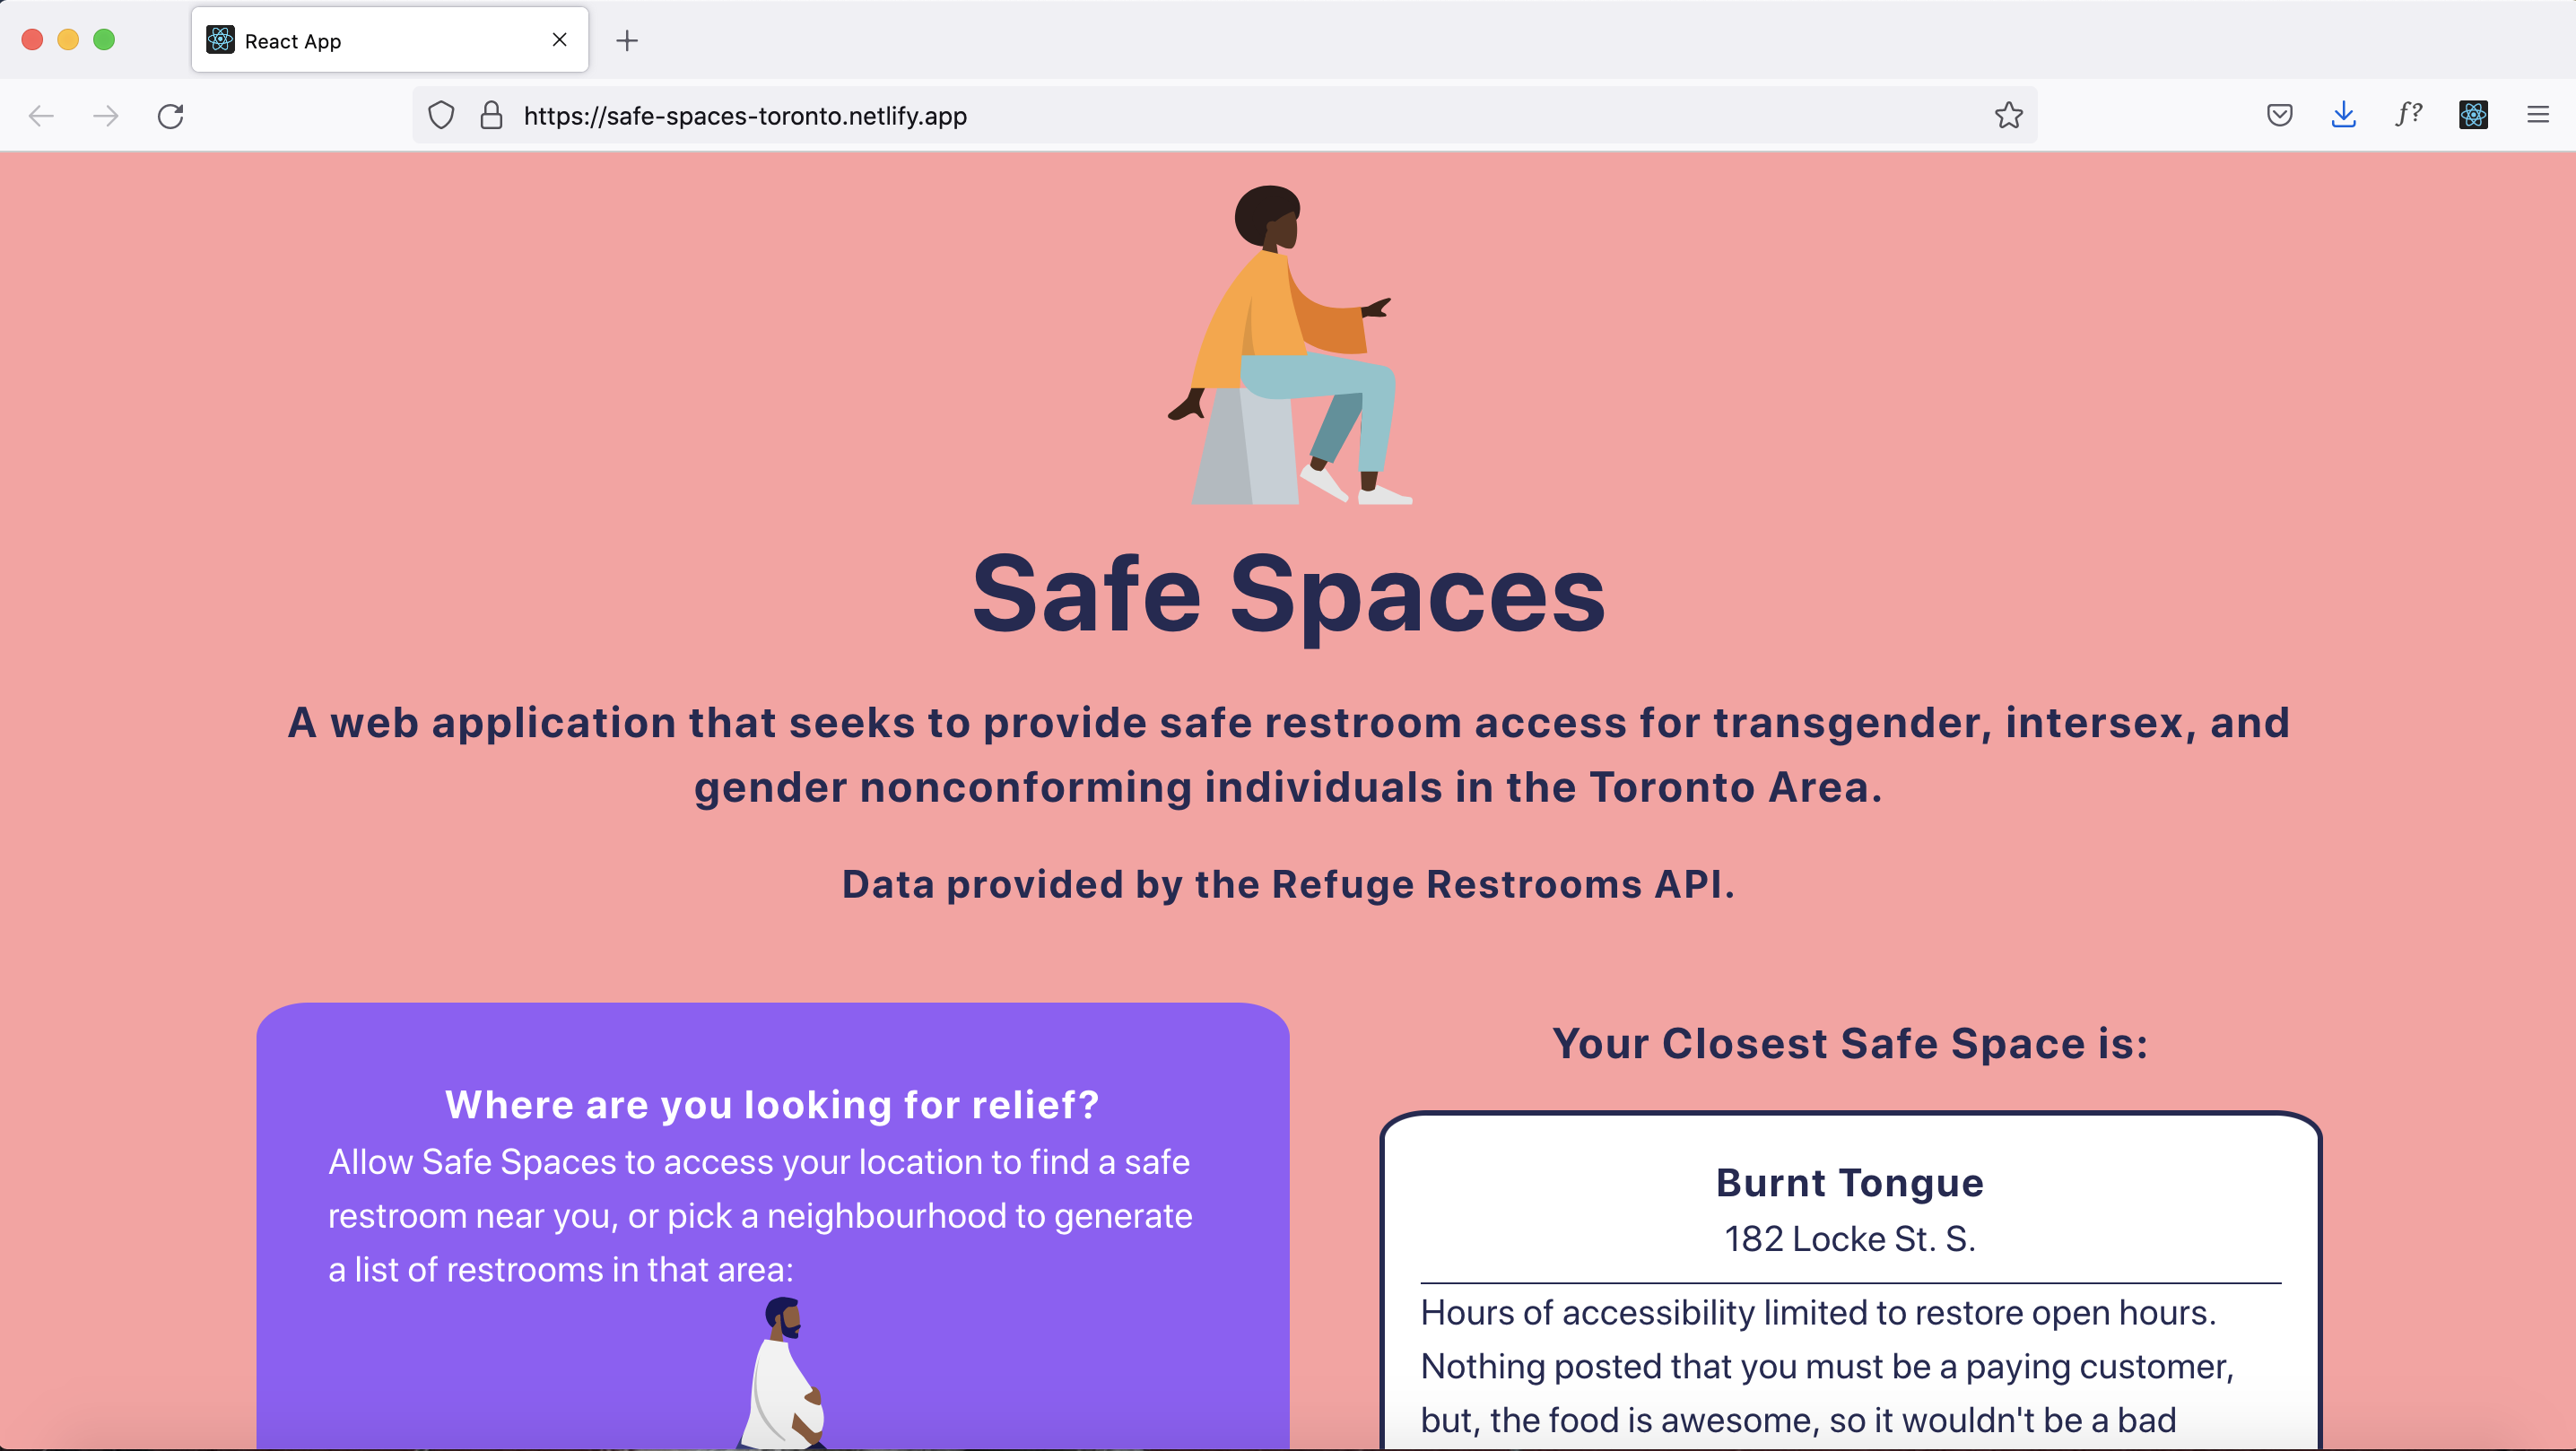 React App
https://safe-spaces-toronto.netlify.app
f?
Safe Spaces
A web application that seeks to provide safe restroom access for transgender, intersex, and
gender nonconforming individuals in the Toronto Area.
Data provided by the Refuge Restrooms API.
Where are you looking for relief?
Allow Safe Spaces to access your location to find a safe
restroom near you, or pick a neighbourhood to generate
a list of restrooms in that area:
Your Closest Safe Space is:
Burnt Tongue
182 Locke St. S.
Hours of accessibility limited to restore open hours.
Nothing posted that you must be a paying customer,
but, the food is awesome, so it wouldn't be a bad